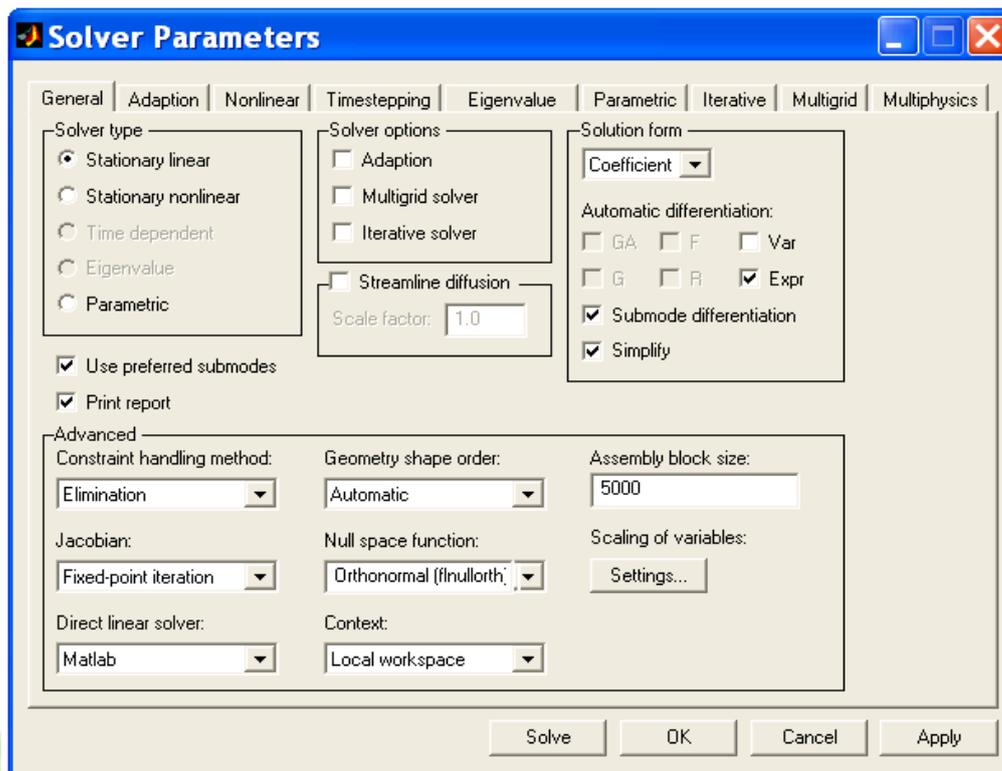 Solver Parameters
General Adaption Nonlinear Timestepping Eigenvalue Parametric Iterative Multigrid Multiphysics
Solver type
Stationary linear
Stationary nonlinear
Time dependent
Eigenvalue
Parametric
Use preferred submodes
Print report
Solver options
Adaption
Multigrid solver
Iterative solver
Streamline diffusion
Scale factor: 1.0
Solution form
Coefficient
Automatic differentiation:
GA F Var
G R Expr
Submode differentiation
Simplify
Advanced
Constraint handling method: Geometry shape order: Assembly block size:
Elimination Automatic 5000
Jacobian: Null space function: Scaling of variables:
Fixed-point iteration Orthonormal (flnullorth) Settings...
Direct linear solver: Context:
Matlab Local workspace
Solve OK Cancel Apply